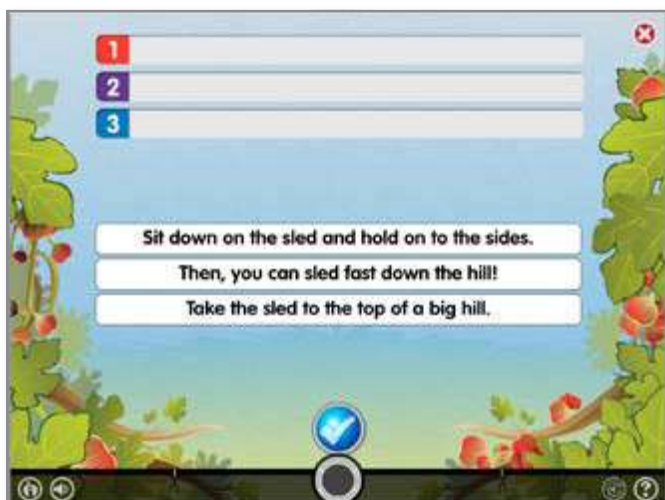 1
2
3
Sit down on the sled and hold on to the sides.
Then, you can sled fast down the hill!
Take the sled to the top of a big hill.
?